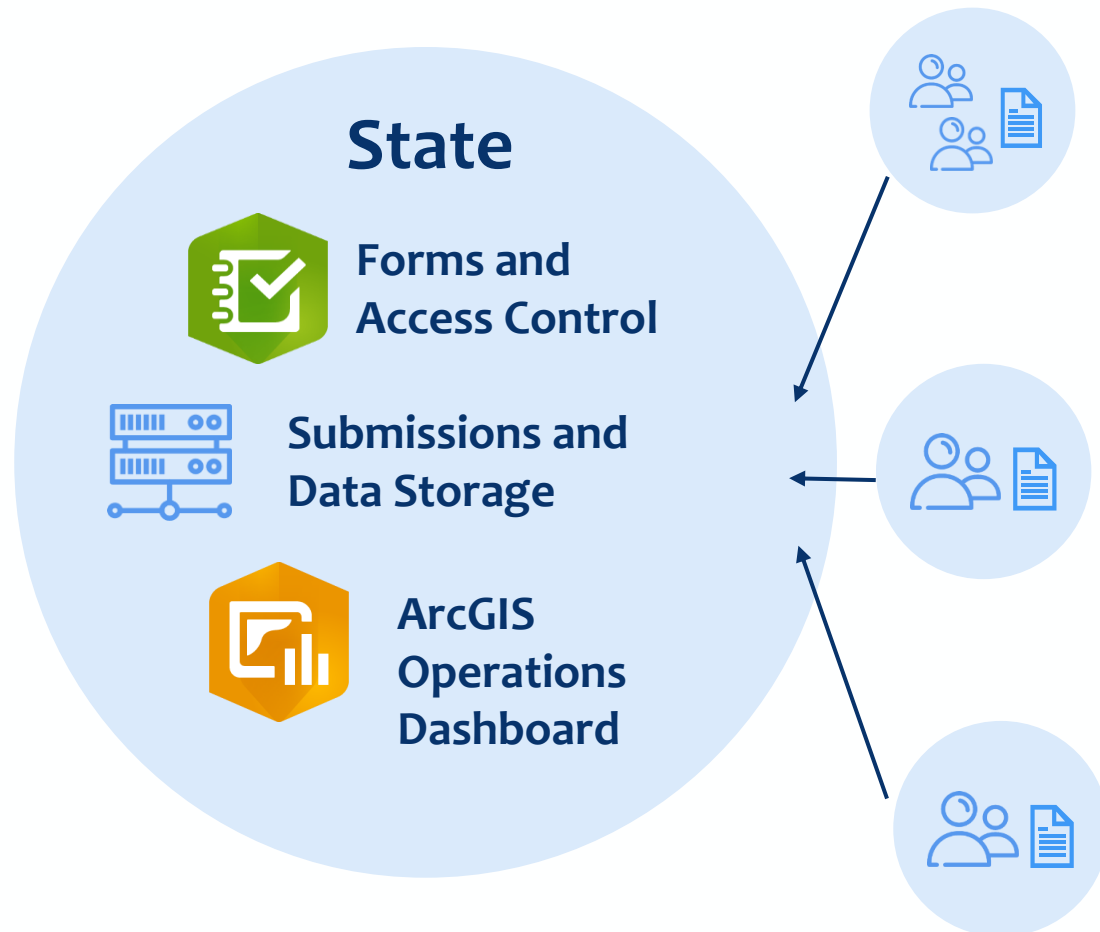 State
Forms and
Access Control
Submissions and
Data Storage
ArcGIS
Operations
Dashboard